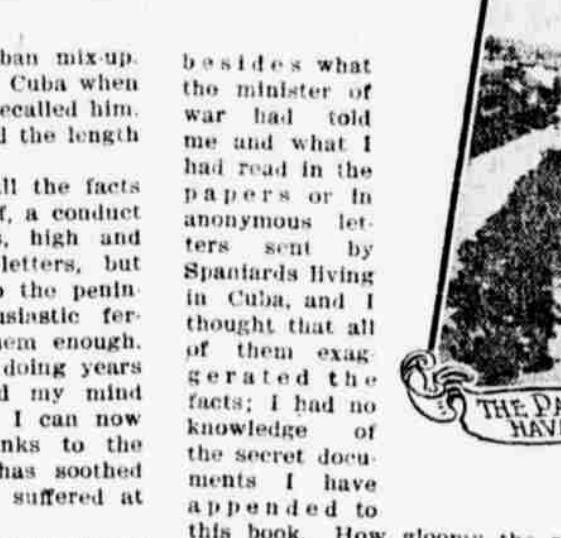 ban mix-up.
Cuba when
ecalled him.
the length
ll the facts
f, a conduct
, high and
letters, but
o the penin-
usiastic fer-
hem enough.
doing years
d my mind
I can now
nks to the
has soothed
suffered at
besides what
the minister of
war had told
me and what I
had read in the
papers or in
anonymous let-
ters sent by
Spaniards living
in Cuba, and I
thought that all
of them exag-
gerated the
facts; I had no
knowledge of
the secret docu-
ments I have
appended to
this book. How gloomy the
THE PA
HAV